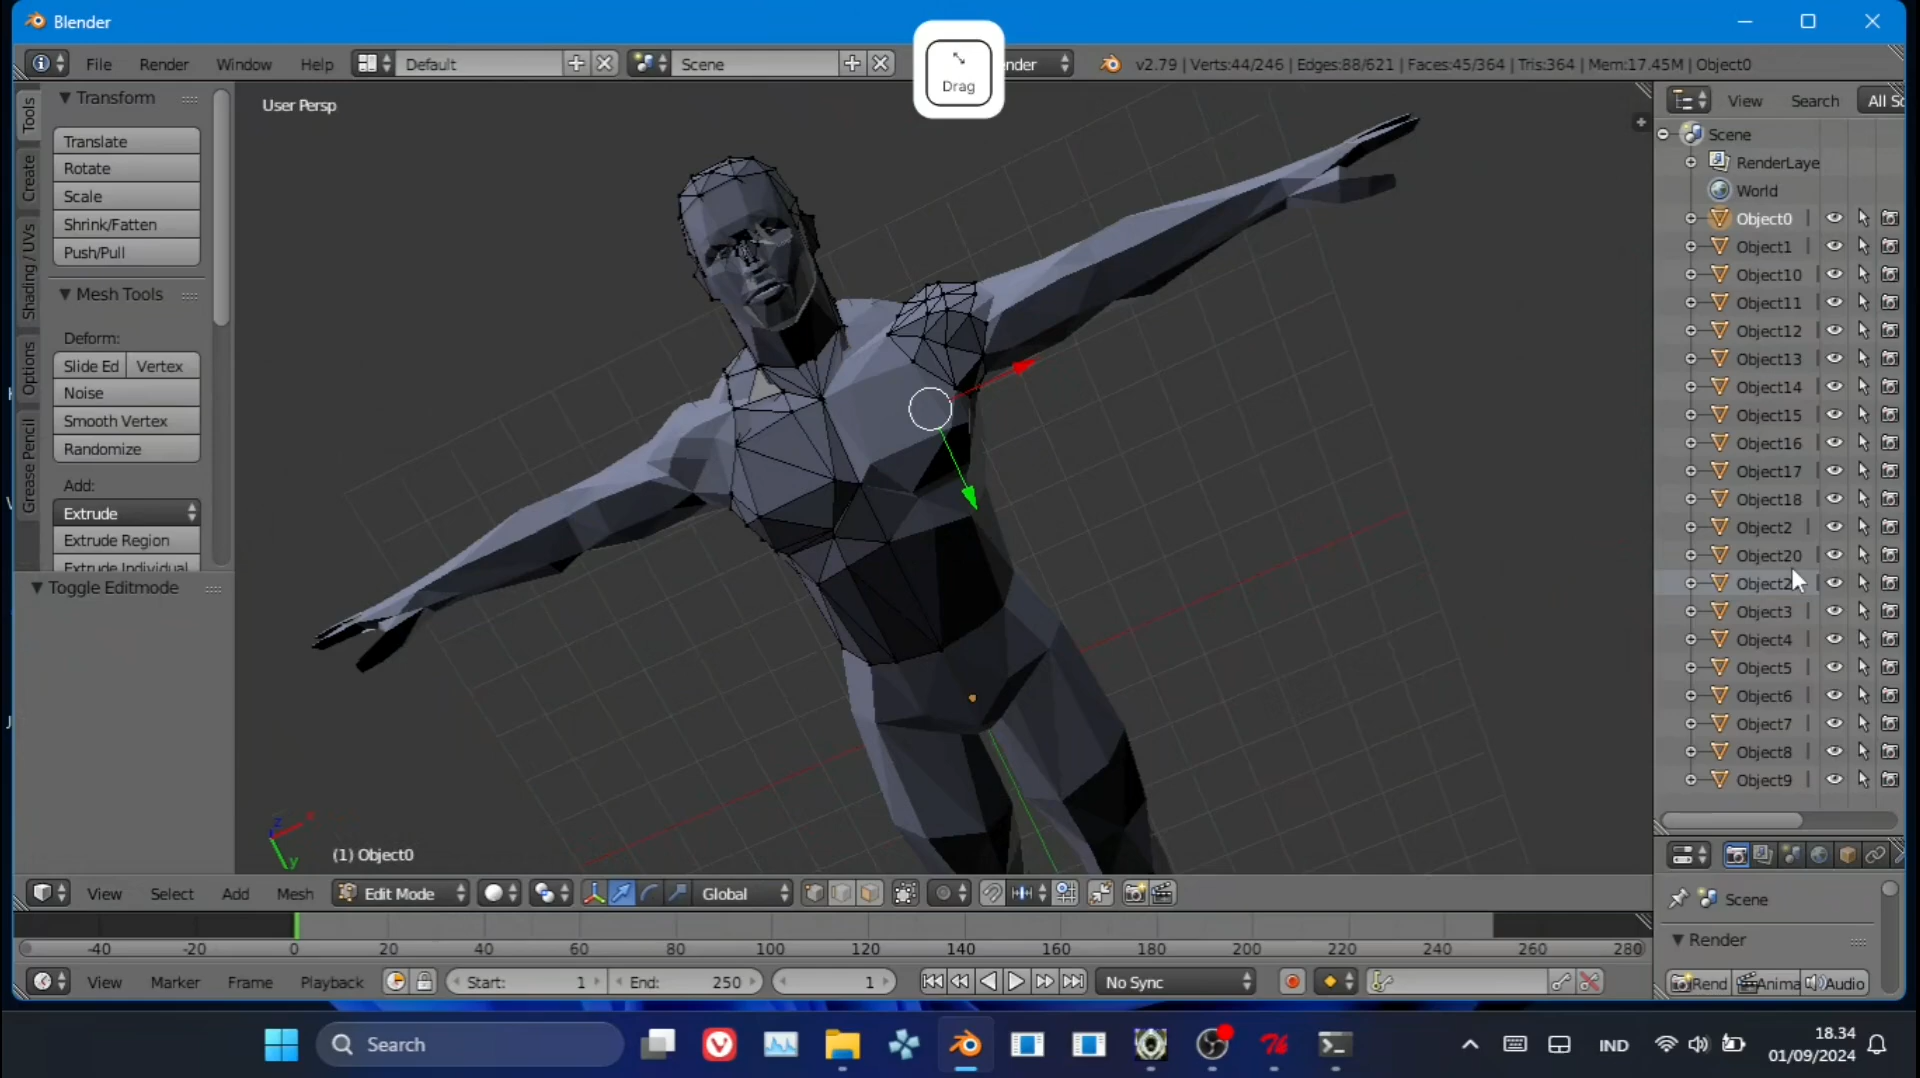 Blender
File Render Window Help Default Scene nder v2.79 | Verts:44/246 | Edges:88/621 | Faces:45/364 | Tris:364 | Mem:17.45M | Object0
Drag
Tools
Create
Shading / UVs
Options
Grease Pencil
Transform
Translate
Rotate
Scale
Shrink/Fatten
Push/Pull
Mesh Tools
Deform:
Slide Ed Vertex
Noise
Smooth Vertex
Randomize
Add:
Extrude
Extrude Region
Extrude Individual
Toggle Editmode
User Persp
z
y
(1) Object0
View Search All Sc
Scene
RenderLaye
World
Object0
Object1
Object10
Object11
Object12
Object13
Object14
Object15
Object16
Object17
Object18
Object2
Object20
Object2
Object3
Object4
Object5
Object6
Object7
Object8
Object9
View Select Add Mesh Edit Mode Global
-40 -20 0 20 40 60 80 100 120 140 160 180 200 220 240 260 280
View Marker Frame Playback Start: 1 End: 250 1 No Sync
Scene
Render
Rend Anima Audio
Search
IND
18.34
01/09/2024